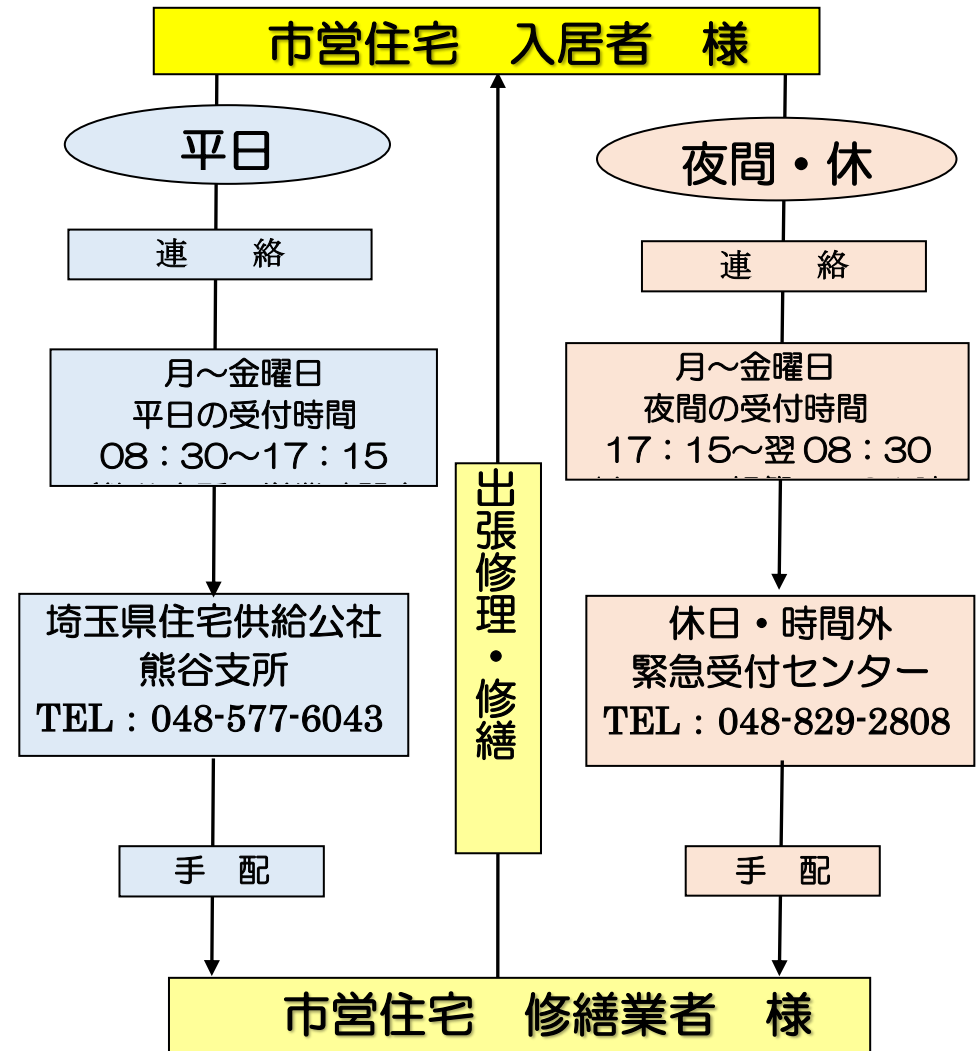 市営住宅　入居者　様
平日
連　絡
月～金曜日
平日の受付時間
08：30～17：15
埼玉県住宅供給公社
熊谷支所
TEL：048-577-6043
手　配
出張修理・修繕
夜間・休
連　絡
月～金曜日
夜間の受付時間
17：15～翌08：30
休日・時間外
緊急受付センター
TEL：048-829-2808
手　配
市営住宅　修繕業者　様